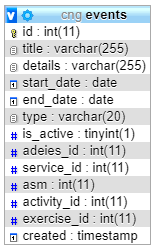 cng events
id : int(11)
title : varchar(255)
details : varchar(255)
start_date : date
end_date : date
type : varchar(20)
is_active : tinyint(1)
adeies_id : int(11)
service_id : int(11)
asm : int(11)
activity_id : int(11)
exercise_id : int(11)
created : timestamp